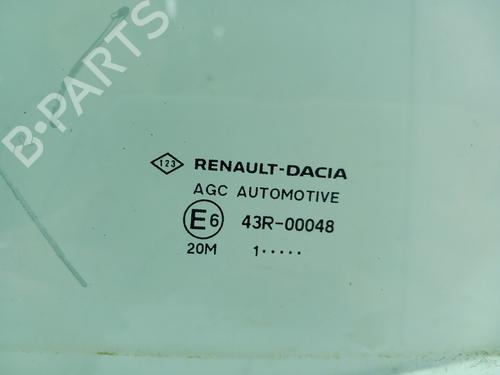 B-PARTS
123 RENAULT-DACIA
AGC AUTOMOTIVE
E6 43R-00048
20M 1·····